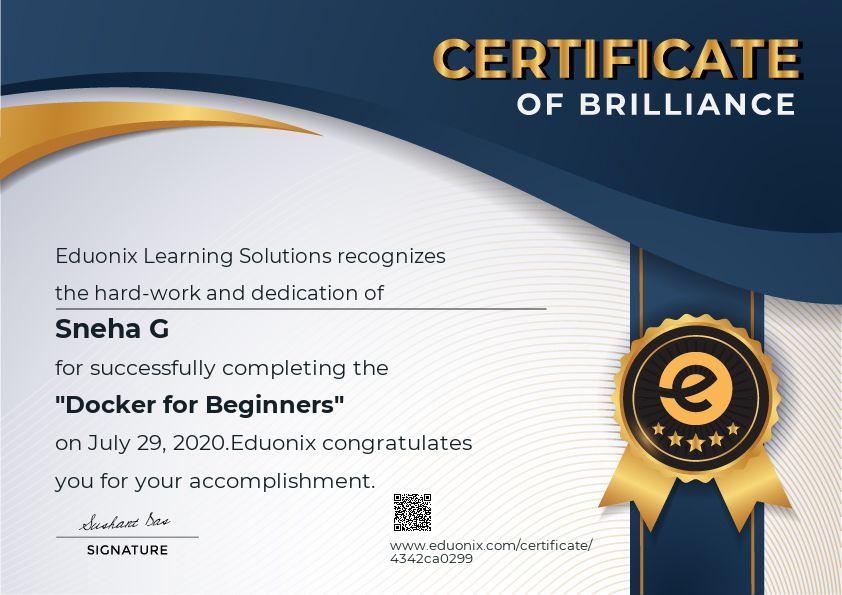 CERTIFICATE
OF BRILLIANCE
Eduonix Learning Solutions recognizes
the hard-work and dedication of
Sneha G
for successfully completing the
"Docker for Beginners"
on July 29, 2020.Eduonix congratulates
you for your accomplishment.
Sushant Das
SIGNATURE
www.eduonix.com/certificate/
4342ca0299